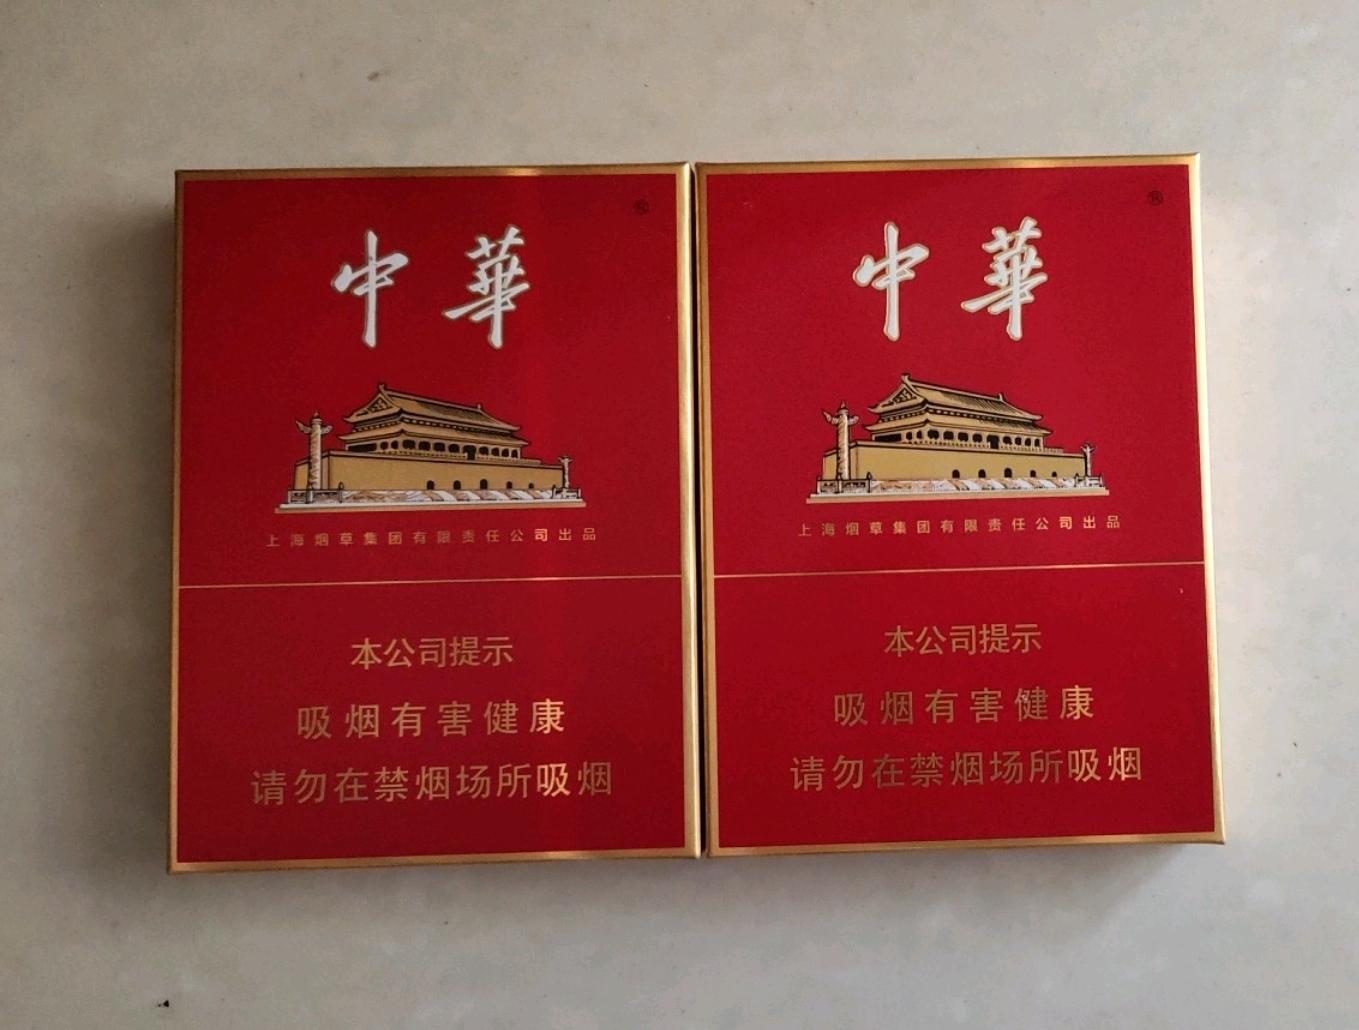 中華
®
上海烟草集团有限责任公司出品
本公司提示
吸烟有害健康
请勿在禁烟场所吸烟
中華
®
上海烟草集团有限责任公司出品
本公司提示
吸烟有害健康
请勿在禁烟场所吸烟